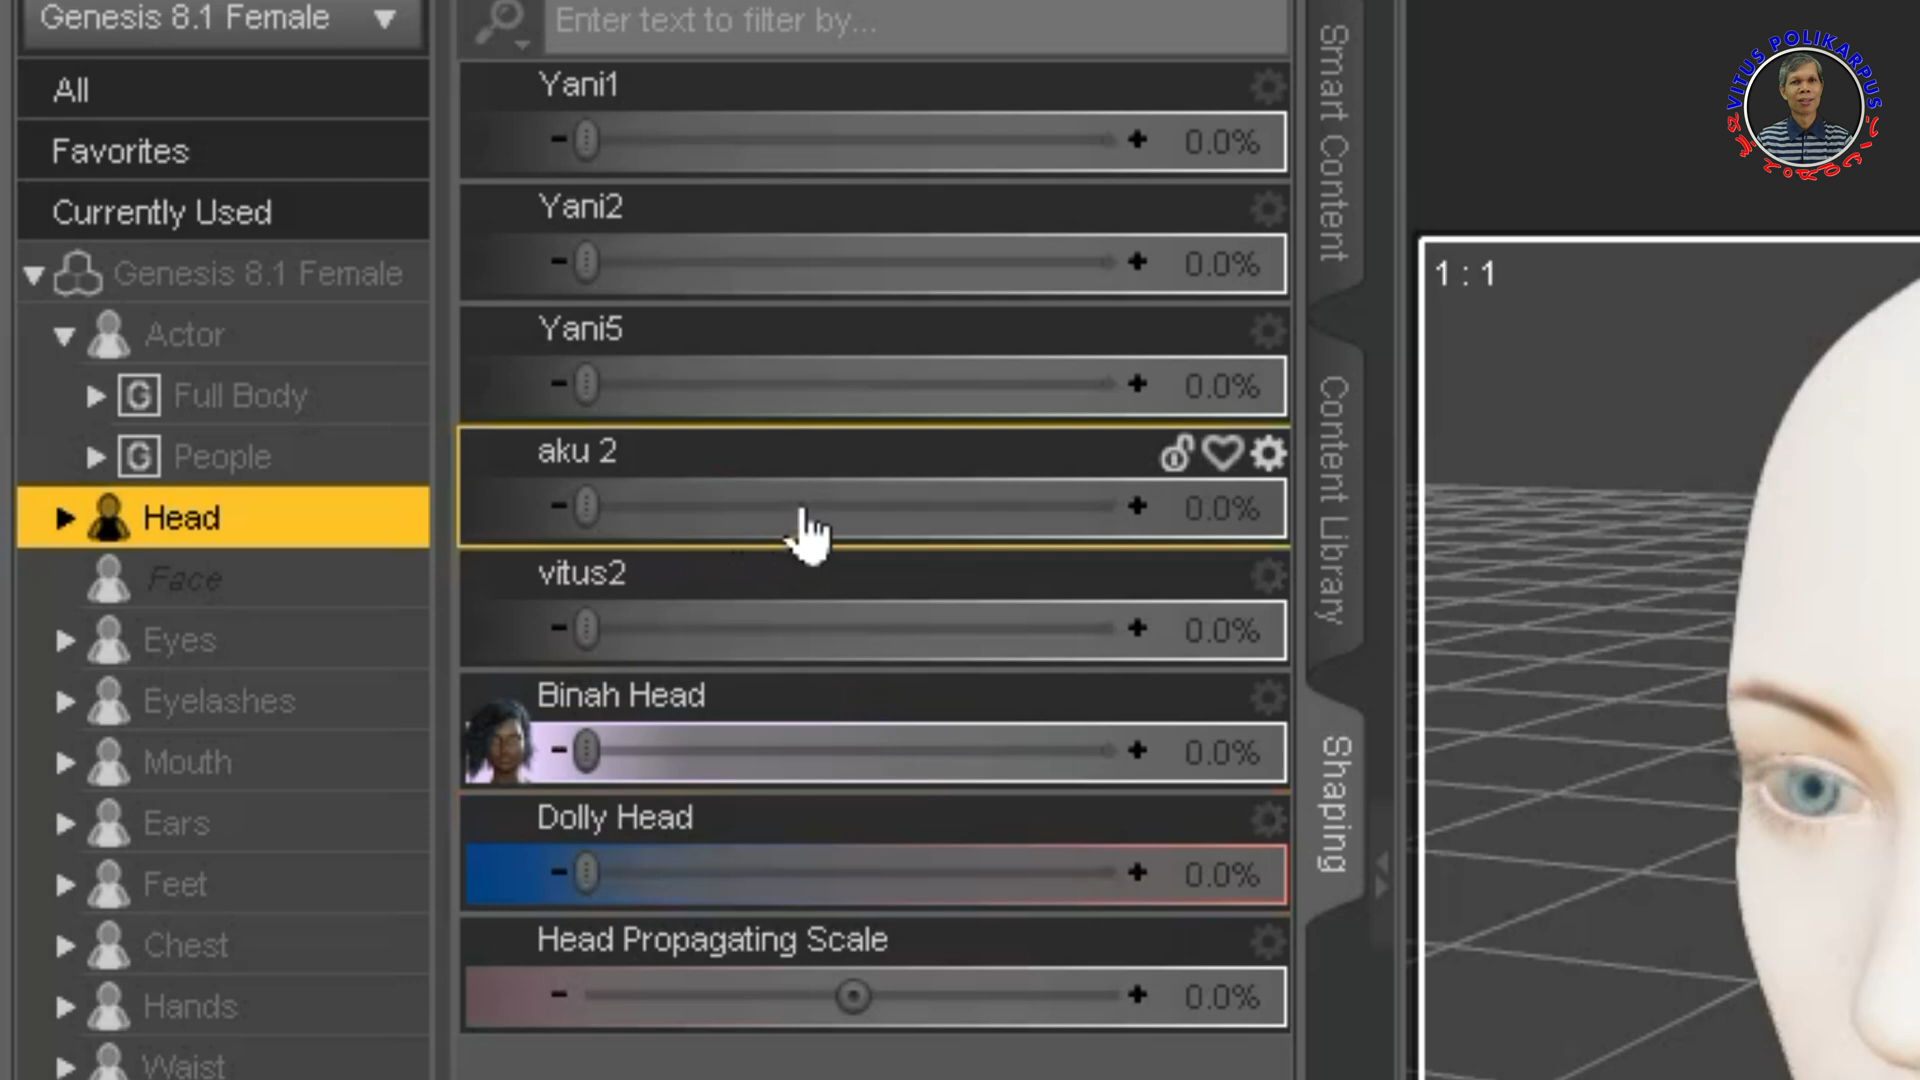 Genesis 8.1 Female
All
Favorites
Currently Used
Genesis 8.1 Female
Actor
G Full Body
G People
Head
Face
Eyes
Eyelashes
Mouth
Ears
Feet
Chest
Hands
Waist
Enter text to filter by...
Yani1
- + 0.0%
Yani2
- + 0.0%
Yani5
- + 0.0%
aku 2
- + 0.0%
vitus2
- + 0.0%
Binah Head
- + 0.0%
Dolly Head
- + 0.0%
Head Propagating Scale
- + 0.0%
Smart Content
Content Library
Shaping
1 : 1
VITUS POLIKARPUS